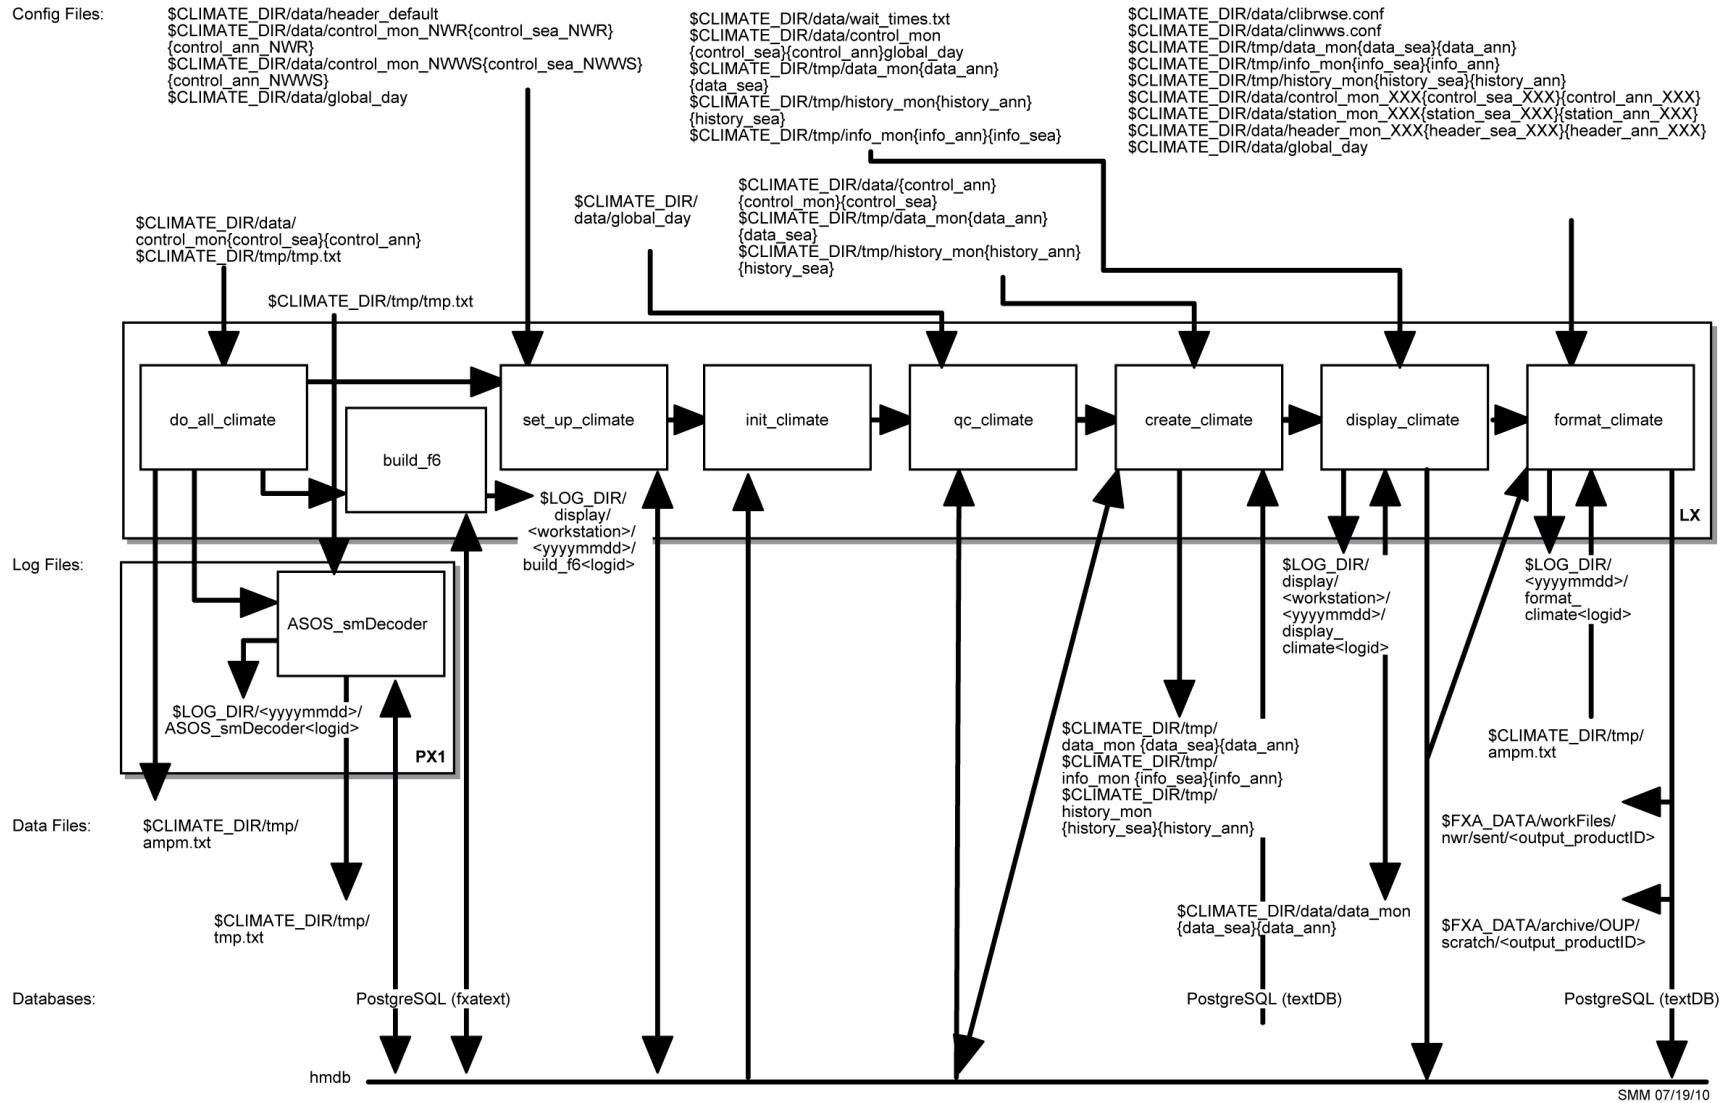 Config Files:
$CLIMATE_DIR/data/header_default
$CLIMATE_DIR/data/control_mon_NWR{control_sea_NWR}
{control_ann_NWR}
$CLIMATE_DIR/data/control_mon_NWWS{control_sea_NWWS}
{control_ann_NWWS}
$CLIMATE_DIR/data/global_day
$CLIMATE_DIR/data/wait_times.txt
$CLIMATE_DIR/data/control_mon
{control_sea}{control_ann}global_day
$CLIMATE_DIR/tmp/data_mon{data_ann}
{data_sea}
$CLIMATE_DIR/tmp/history_mon{history_ann}
{history_sea}
$CLIMATE_DIR/tmp/info_mon{info_ann}{info_sea}
$CLIMATE_DIR/data/clibrwse.conf
$CLIMATE_DIR/data/clinwws.conf
$CLIMATE_DIR/tmp/data_mon{data_sea}{data_ann}
$CLIMATE_DIR/tmp/info_mon{info_sea}{info_ann}
$CLIMATE_DIR/tmp/history_mon{history_sea}{history_ann}
$CLIMATE_DIR/data/control_mon_XXX{control_sea_XXX}{control_ann_XXX}
$CLIMATE_DIR/data/station_mon_XXX{station_sea_XXX}{station_ann_XXX}
$CLIMATE_DIR/data/header_mon_XXX{header_sea_XXX}{header_ann_XXX}
$CLIMATE_DIR/data/global_day
$CLIMATE_DIR/data/
control_mon{control_sea}{control_ann}
$CLIMATE_DIR/tmp/tmp.txt
$CLIMATE_DIR/tmp/tmp.txt
$CLIMATE_DIR/
data/global_day
$CLIMATE_DIR/data/{control_ann}
{control_mon}{control_sea}
$CLIMATE_DIR/tmp/data_mon{data_ann}
{data_sea}
$CLIMATE_DIR/tmp/history_mon{history_ann}
{history_sea}
do_all_climate
build_f6
set_up_climate
init_climate
qc_climate
create_climate
display_climate
format_climate
LX
$LOG_DIR/
display/
<workstation>/
<yyyymmdd>/
build_f6<logid>
Log Files:
ASOS_smDecoder
$LOG_DIR/<yyyymmdd>/
ASOS_smDecoder<logid>
PX1
$LOG_DIR/
display/
<workstation>/
<yyyymmdd>/
display_
climate<logid>
$LOG_DIR/
<yyyymmdd>/
format_
climate<logid>
$CLIMATE_DIR/tmp/
data_mon {data_sea}{data_ann}
$CLIMATE_DIR/tmp/
info_mon {info_sea}{info_ann}
$CLIMATE_DIR/tmp/
history_mon
{history_sea}{history_ann}
$CLIMATE_DIR/tmp/
ampm.txt
Data Files:
$CLIMATE_DIR/tmp/
ampm.txt
$CLIMATE_DIR/tmp/
tmp.txt
$FXA_DATA/workFiles/
nwr/sent/<output_productID>
$CLIMATE_DIR/data/data_mon
{data_sea}{data_ann}
$FXA_DATA/archive/OUP/
scratch/<output_productID>
Databases:
PostgreSQL (fxatext)
PostgreSQL (textDB)
PostgreSQL (textDB)
hmdb
SMM 07/19/10